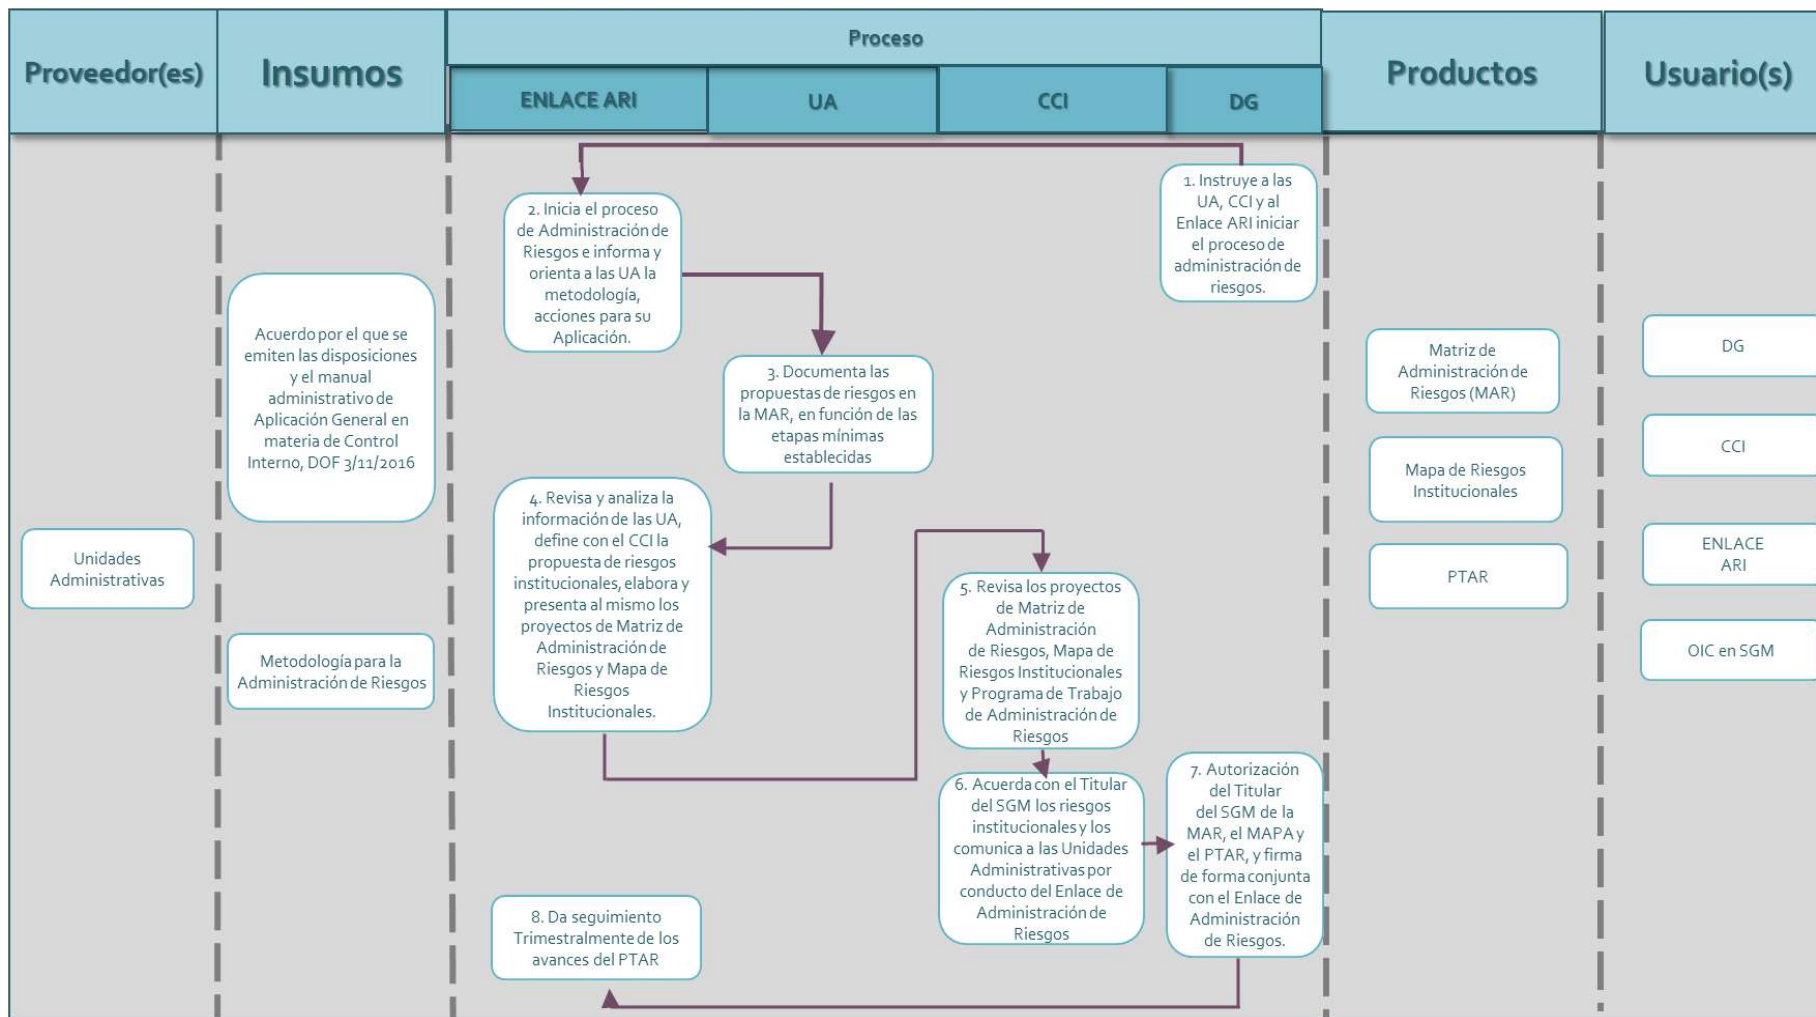 Proveedor(es)
Insumos
Proceso
ENLACE ARI
UA
CCI
DG
Productos
Usuario(s)
1. Instruye a las
UA, CCI y al
Enlace ARI iniciar
el proceso de
administración de
riesgos.
2. Inicia el proceso
de Administración de
Riesgos e informa y
orienta a las UA la
metodología,
acciones para su
Aplicación.
3. Documenta las
propuestas de riesgos en
la MAR, en función de las
etapas mínimas
establecidas
4. Revisa y analiza la
información de las UA,
define con el CCI la
propuesta de riesgos
institucionales, elabora y
presenta al mismo los
proyectos de Matriz de
Administración de
Riesgos y Mapa de
Riesgos
Institucionales.
5. Revisa los proyectos
de Matriz de
Administración
de Riesgos, Mapa de
Riesgos Institucionales
y Programa de Trabajo
de Administración de
Riesgos
6. Acuerda con el Titular
del SGM los riesgos
institucionales y los
comunica a las Unidades
Administrativas por
conducto del Enlace de
Administración de
Riesgos
7. Autorización
del Titular
del SGM de la
MAR, el MAPA y
el PTAR, y firma
de forma conjunta
con el Enlace de
Administración
de Riesgos.
8. Da seguimiento
Trimestralmente de los
avances del PTAR
Unidades
Administrativas
Acuerdo por el que se
emiten las disposiciones
y el manual
administrativo de
Aplicación General en
materia de Control
Interno, DOF 3/11/2016
Metodología para la
Administración de Riesgos
Matriz de
Administración de
Riesgos (MAR)
Mapa de Riesgos
Institucionales
PTAR
DG
CCI
ENLACE
ARI
OIC en SGM